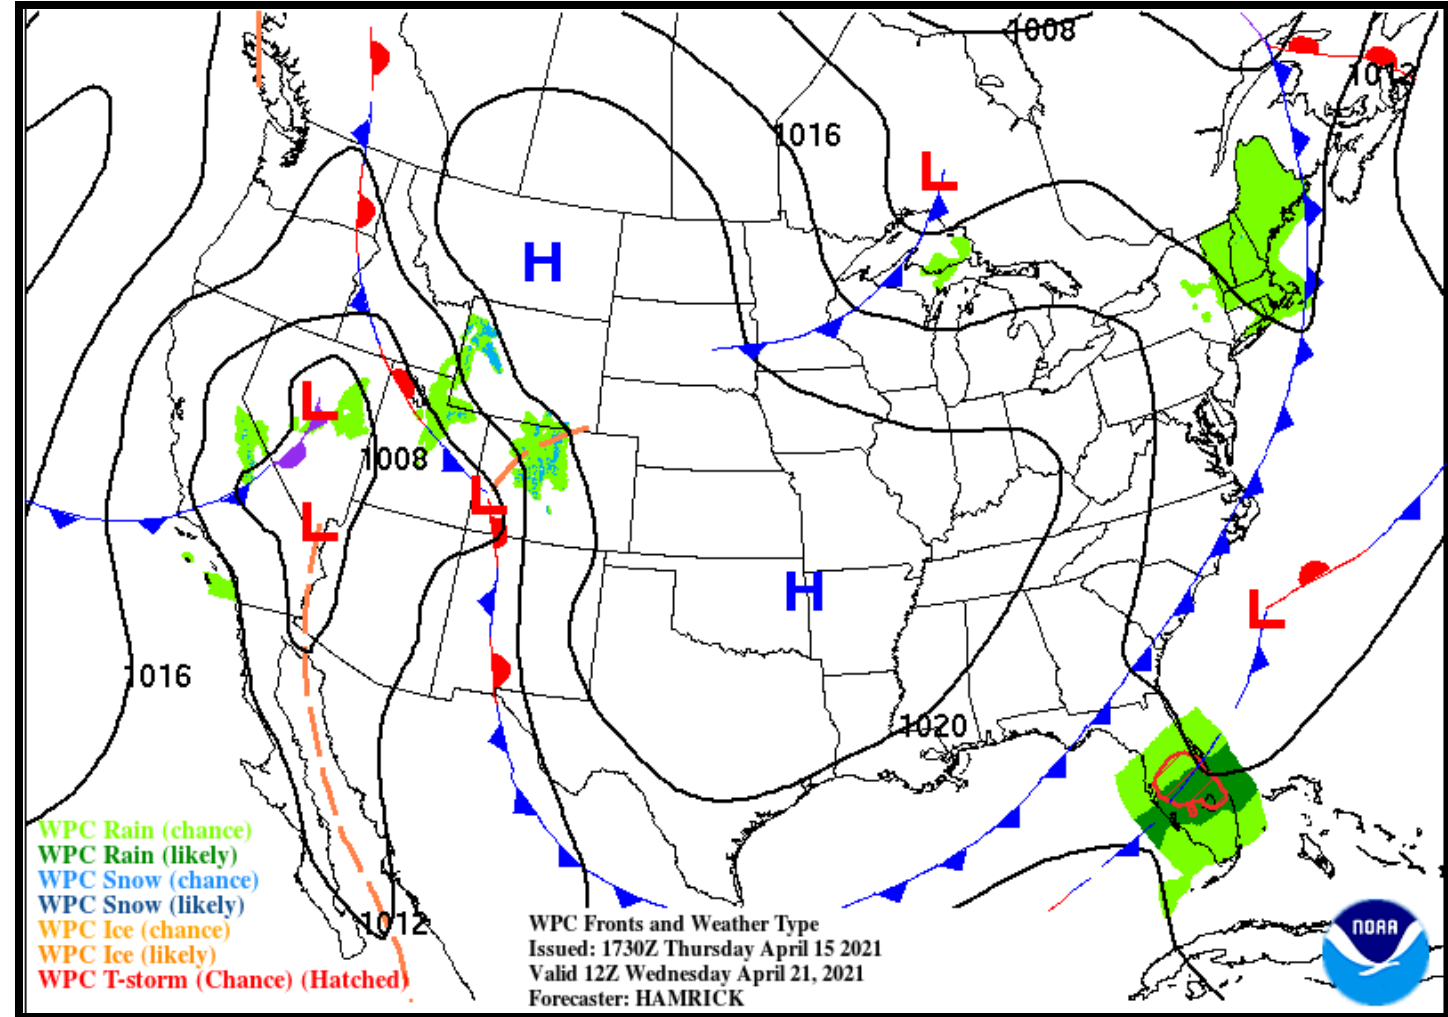 1008
1012
1016
L
H
L
L
1008
L
L
H
L
1016
1020
WPC Rain (chance)
WPC Rain (likely)
WPC Snow (chance)
WPC Snow (likely)
WPC Ice (chance)
WPC Ice (likely)
WPC T-storm (Chance) (Hatched)
1012
WPC Fronts and Weather Type
Issued: 1730Z Thursday April 15 2021
Valid 12Z Wednesday April 21, 2021
Forecaster: HAMRICK
NOAA